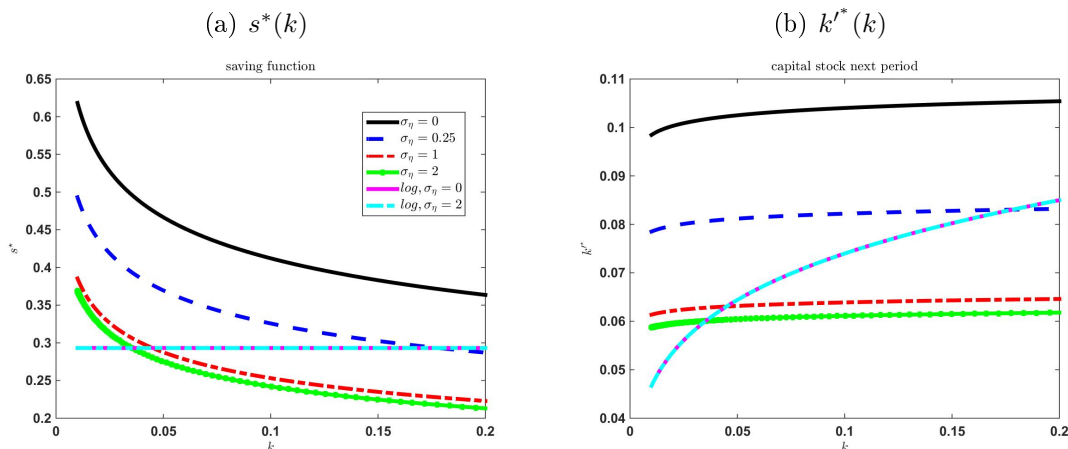 (a) s*(k)
saving function
0.65
0.6
0.55
0.5
0.45
0.4
0.35
0.3
0.25
0.2
s*
0
0.05
0.1
0.15
0.2
k
σ_η = 0
σ_η = 0.25
σ_η = 1
σ_η = 2
log, σ_η = 0
log, σ_η = 2
(b) k'*(k)
capital stock next period
0.11
0.1
0.09
0.08
0.07
0.06
0.05
0.04
k'*
0
0.05
0.1
0.15
0.2
k